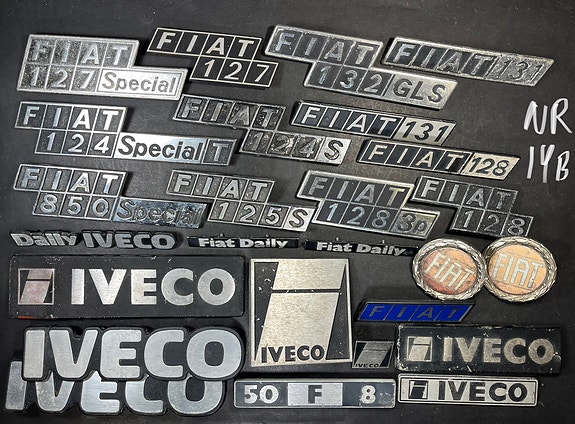 FIAT
127 Special
FIAT
127
FIAT
132 GLS
FIAT 131
FIAT
124 Special T
FIAT
124 S
FIAT 131
FIAT 128
FIAT
850 Special
FIAT
125 S
FIAT
128 3p
FIAT
128
NR
14B
Daily IVECO
Fiat Daily
Fiat Daily
FIAT
FIAT
IVECO
IVECO
FIAT
IVECO
IVECO
IVECO
IVECO
50 F 8
IVECO